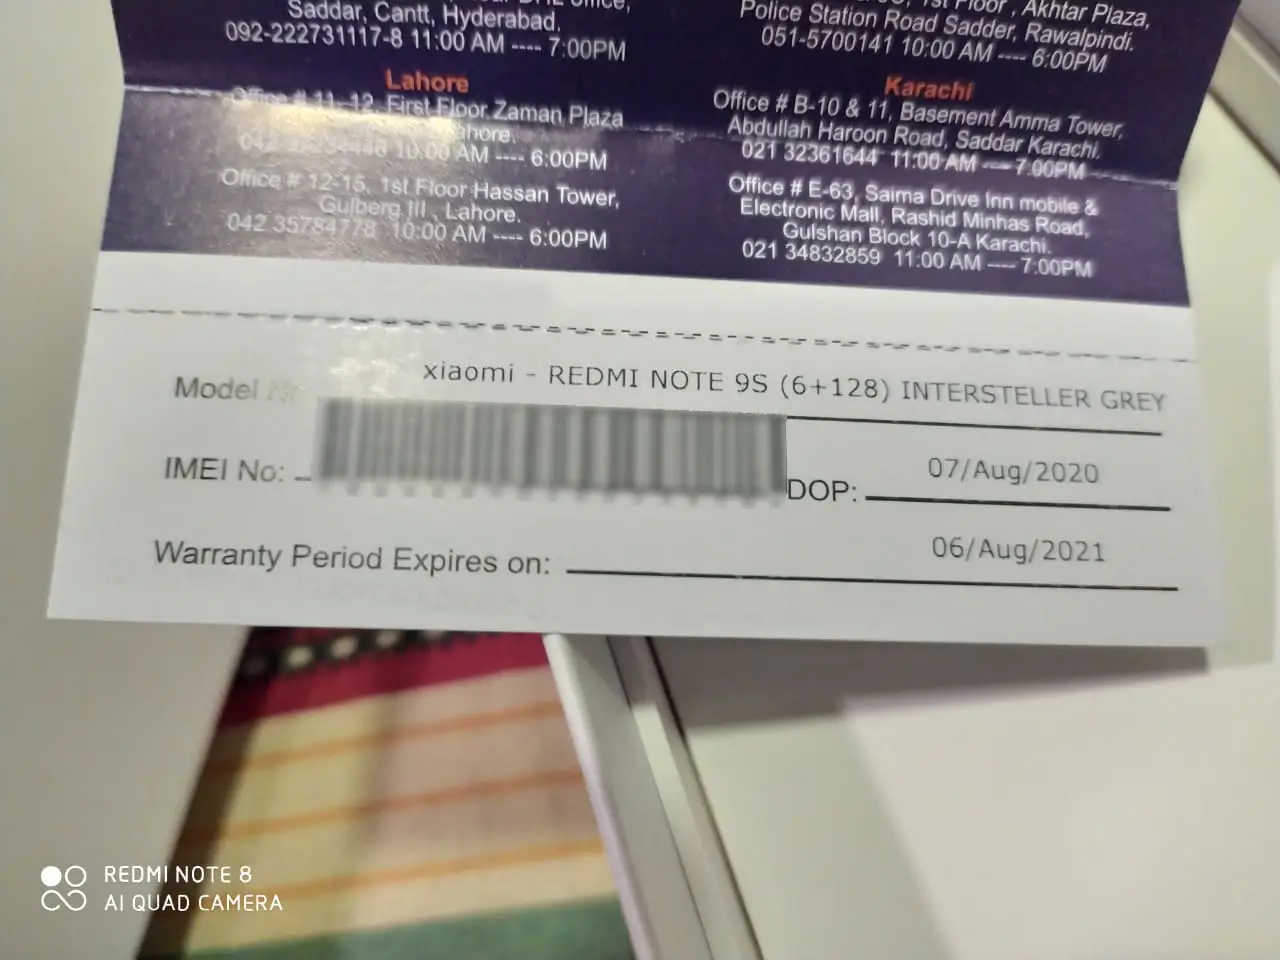 Saddar, Cantt, Hyderabad.
092-222731117-8 11:00 AM ---- 7:00PM
Lahore
Office # 11-12, First Floor Zaman Plaza
Lahore.
10:00 AM ---- 6:00PM
Office # 12-15, 1st Floor Hassan Tower,
Gulberg III , Lahore.
042 35784778 10:00 AM ---- 6:00PM
1st Floor , Akhtar Plaza,
Police Station Road Sadder, Rawalpindi.
051-5700141 10:00 AM ---- 6:00PM
Karachi
Office # B-10 & 11, Basement Amma Tower,
Abdullah Haroon Road, Saddar Karachi.
021 32361644 11:00 AM ---- 7:00PM
Office # E-63, Saima Drive Inn mobile &
Electronic Mall, Rashid Minhas Road,
Gulshan Block 10-A Karachi.
021 34832859 11:00 AM ---- 7:00PM
Model xiaomi - REDMI NOTE 9S (6+128) INTERSTELLER GREY
IMEI No: DOP: 07/Aug/2020
Warranty Period Expires on: 06/Aug/2021
REDMI NOTE 8
AI QUAD CAMERA